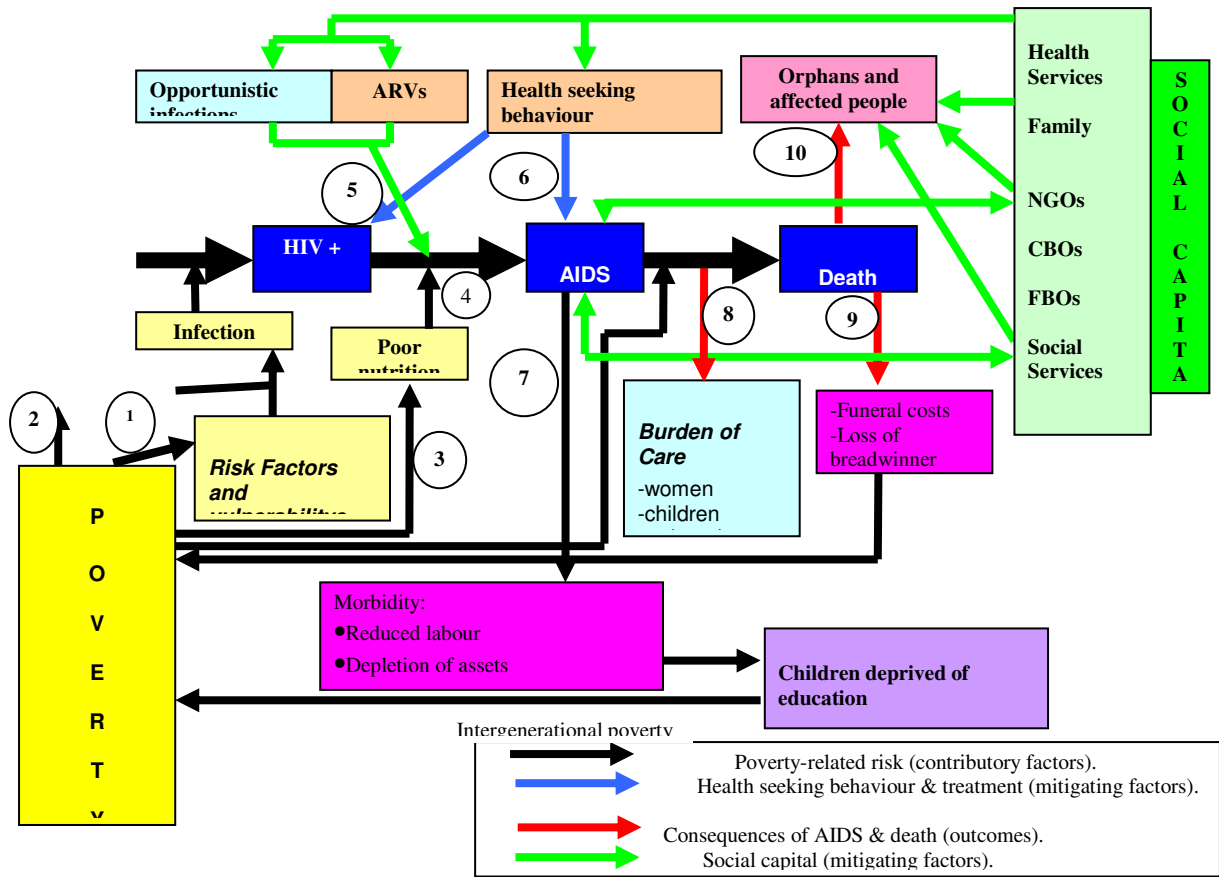 Health
Services
Family
NGOs
CBOs
FBOs
Social
Services
S
O
C
I
A
L
C
A
P
I
T
A
Opportunistic
infections
ARVs
Health seeking
behaviour
Orphans and
affected people
10
5
6
HIV +
AIDS
Death
4
8
9
Infection
Poor
nutrition
7
2
1
3
Risk Factors
and
vulnerabilitys
Burden of
Care
-women
-children
-Funeral costs
-Loss of
breadwinner
P
O
V
E
R
T
Y
Morbidity:
●Reduced labour
●Depletion of assets
Children deprived of
education
Intergenerational poverty
Poverty-related risk (contributory factors).
Health seeking behaviour & treatment (mitigating factors).
Consequences of AIDS & death (outcomes).
Social capital (mitigating factors).